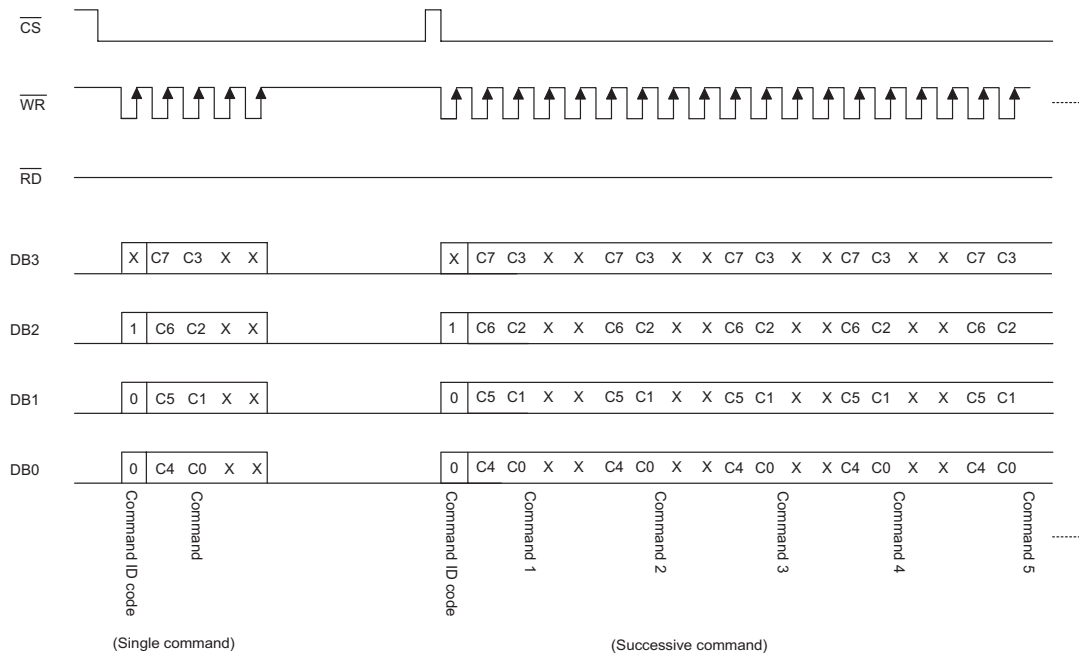 CS
WR
RD
DB3 X C7 C3 X X X C7 C3 X X C7 C3 X X C7 C3 X X C7 C3 X X C7 C3
DB2 1 C6 C2 X X 1 C6 C2 X X C6 C2 X X C6 C2 X X C6 C2 X X C6 C2
DB1 0 C5 C1 X X 0 C5 C1 X X C5 C1 X X C5 C1 X X C5 C1 X X C5 C1
DB0 0 C4 C0 X X 0 C4 C0 X X C4 C0 X X C4 C0 X X C4 C0 X X C4 C0
Command ID code
Command
Command ID code
Command 1
Command 2
Command 3
Command 4
Command 5
(Single command) (Successive command)